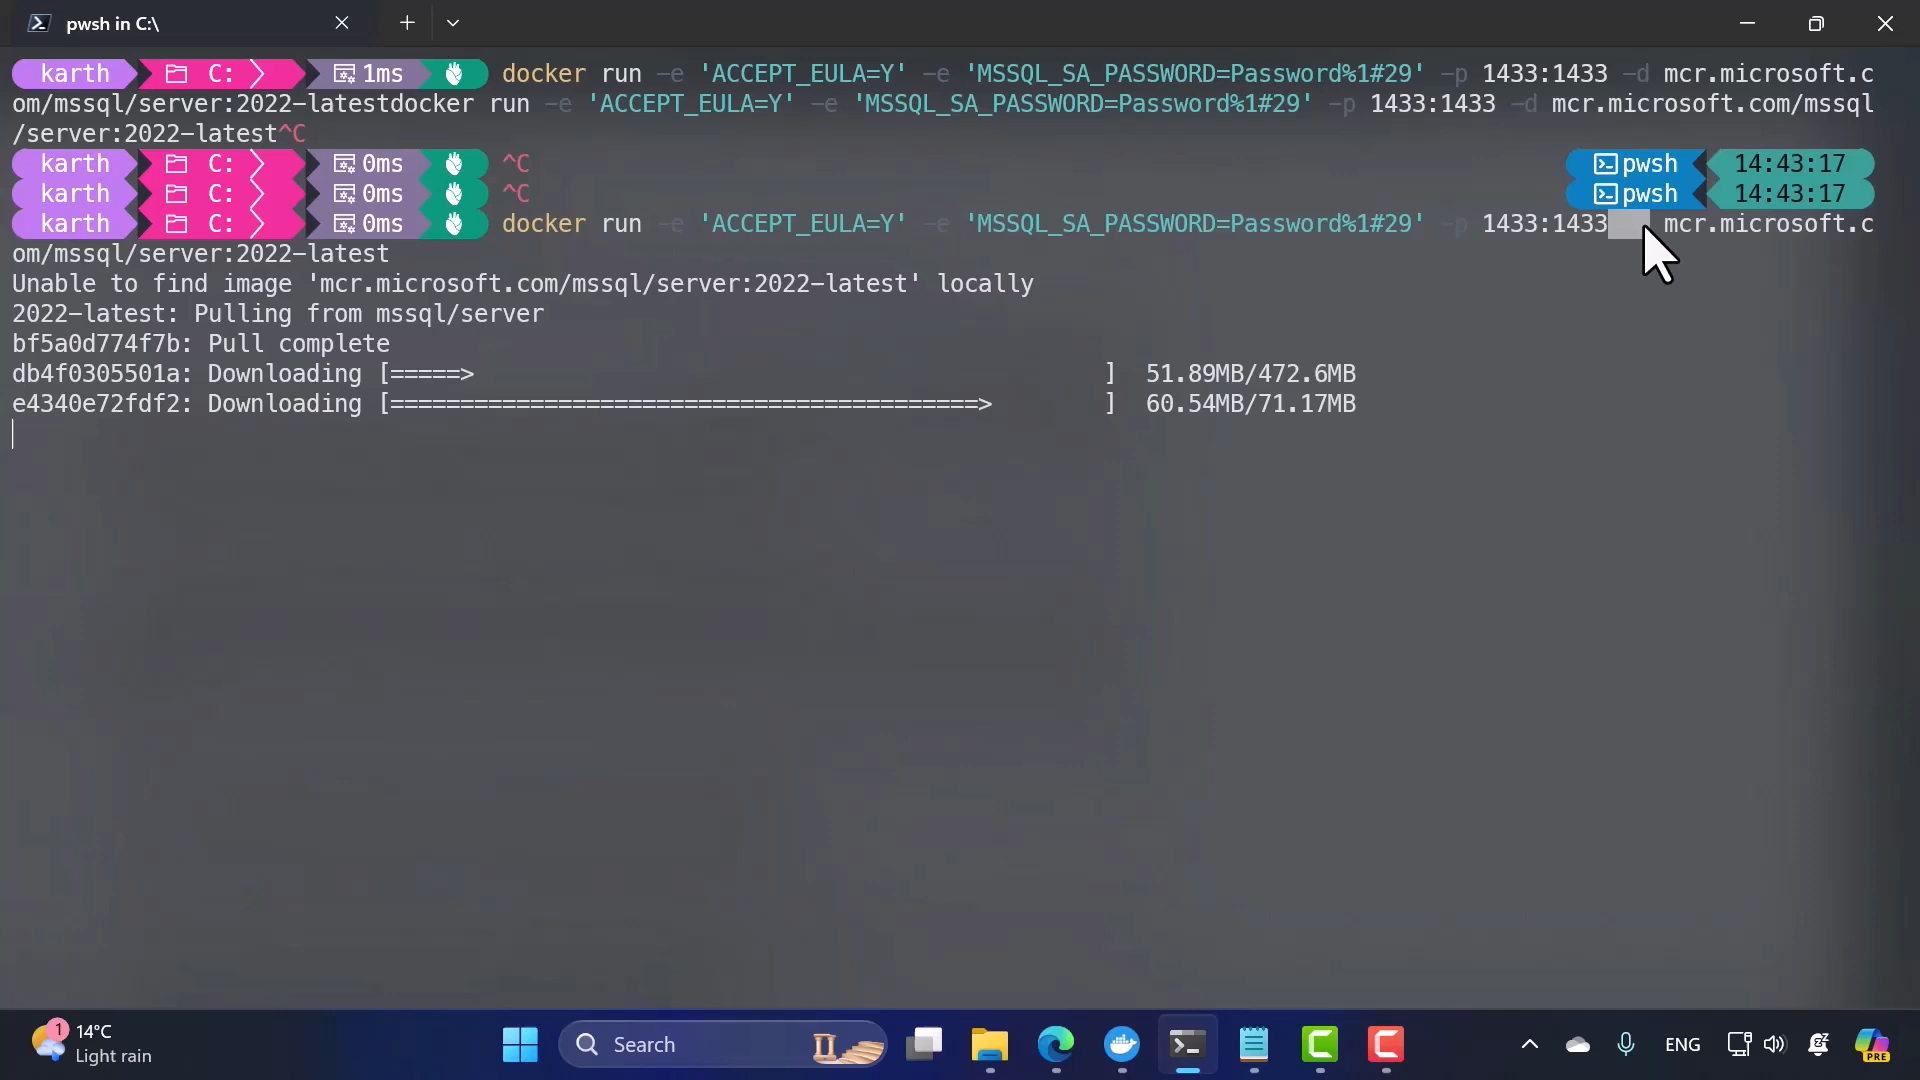 pwsh in C:\
karth C: 1ms docker run -e 'ACCEPT_EULA=Y' -e 'MSSQL_SA_PASSWORD=Password%1#29' -p 1433:1433 -d mcr.microsoft.c
om/mssql/server:2022-latestdocker run -e 'ACCEPT_EULA=Y' -e 'MSSQL_SA_PASSWORD=Password%1#29' -p 1433:1433 -d mcr.microsoft.com/mssql
/server:2022-latest^C
karth C: 0ms ^C pwsh 14:43:17
karth C: 0ms ^C pwsh 14:43:17
karth C: 0ms docker run -e 'ACCEPT_EULA=Y' -e 'MSSQL_SA_PASSWORD=Password%1#29' -p 1433:1433 mcr.microsoft.c
om/mssql/server:2022-latest
Unable to find image 'mcr.microsoft.com/mssql/server:2022-latest' locally
2022-latest: Pulling from mssql/server
bf5a0d774f7b: Pull complete
db4f0305501a: Downloading [=====> ] 51.89MB/472.6MB
e4340e72fdf2: Downloading [==========================================> ] 60.54MB/71.17MB
1 14°C
Light rain
Search
ENG
PRE